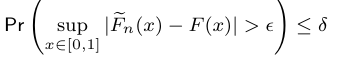 Pr ( sup_{x∈[0,1]} |F̃_n(x) − F(x)| > ϵ ) ≤ δ